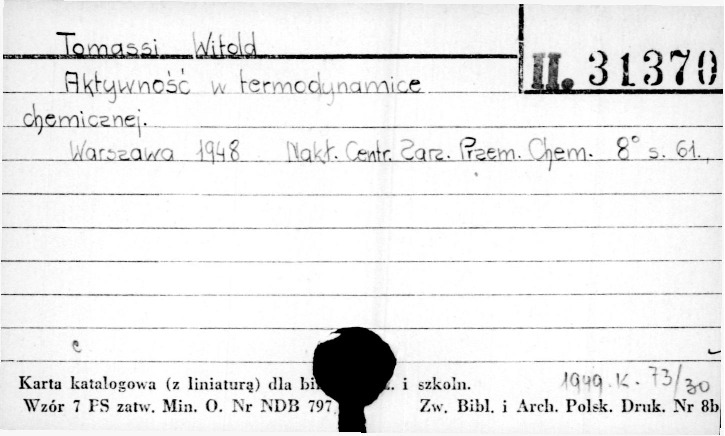 Tomassi Witold
II. 31370
Aktywność w termodynamice
chemicznej.
Warszawa 1948 Nakł. Centr. Zarz. Przem. Chem. 8° s. 61.,
c
Karta katalogowa (z liniaturą) dla i szkoln.
1949. K. 73/30
Wzór 7 PS zatw. Min. O. Nr NDB 797 Zw. Bibl. i Arch. Polsk. Druk. Nr 8b